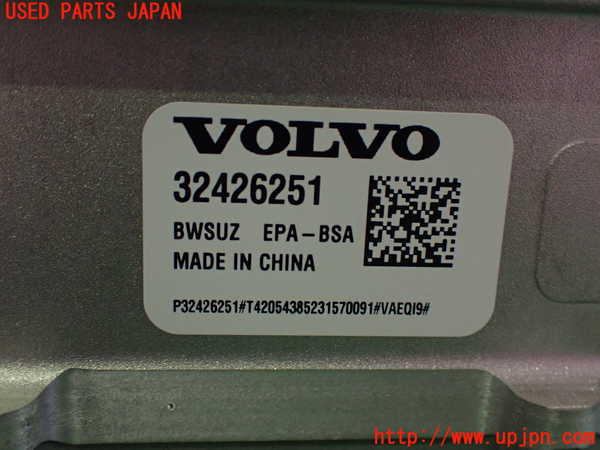 USED PARTS JAPAN
VOLVO
32426251
BWSUZ EPA-BSA
MADE IN CHINA
P32426251#T42054385231570091#VAEQI9#
http://www.upjpn.com/